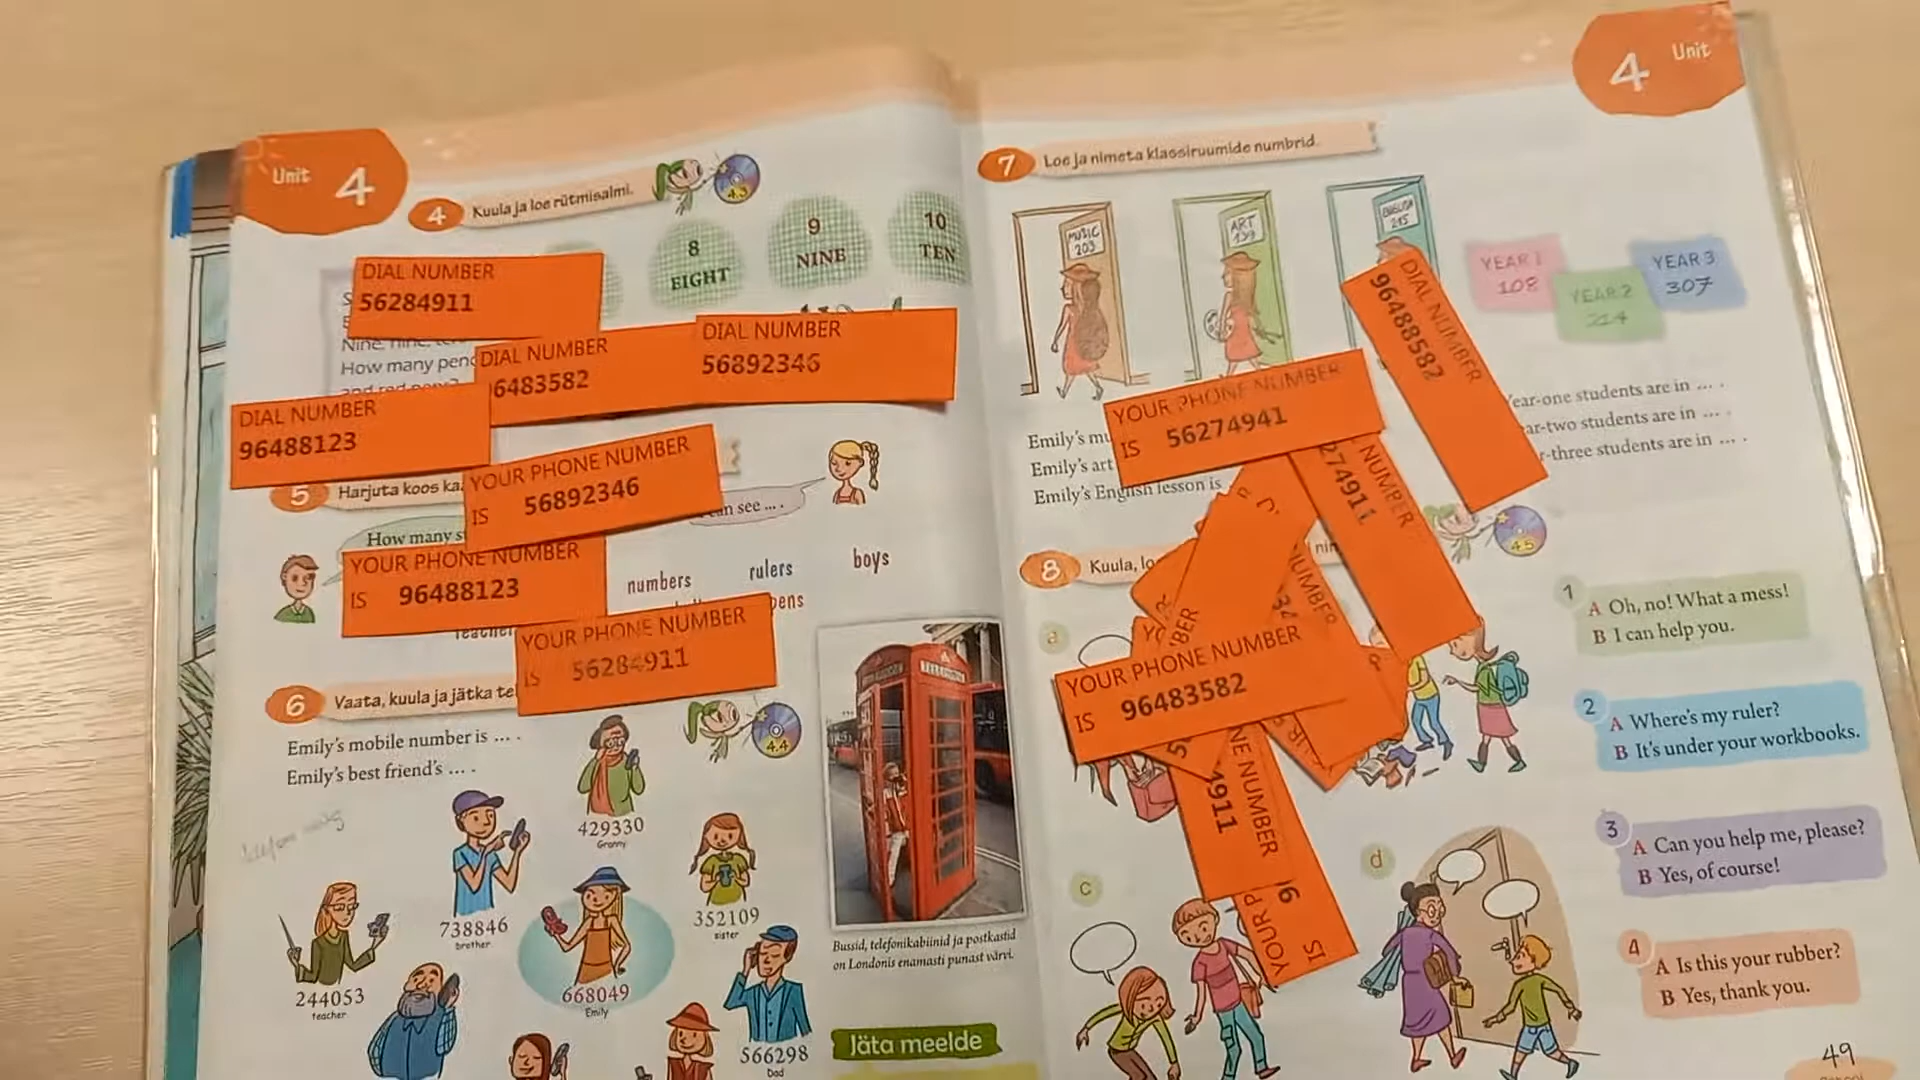 Unit 4
4 Kuula ja loe rütmisalmi.
4.3
8
EIGHT
9
NINE
10
TEN
DIAL NUMBER
56284911
Nine, nine,
How many
DIAL NUMBER
6483582
DIAL NUMBER
56892346
DIAL NUMBER
96488123
5 Harjuta koos
YOUR PHONE NUMBER
IS 56892346
see ... .
How many
YOUR PHONE NUMBER
IS 96488123
numbers
rulers
boys
pens
YOUR PHONE NUMBER
IS 56284911
6 Vaata, kuula ja jätka
4.4
Emily's mobile number is ... .
Emily's best friend's ... .
429330
Granny
738846
brother
352109
sister
244053
teacher
668049
Emily
566298
Dad
Bussid, telefonikabiinid ja postkastid
on Londonis enamasti punast värvi.
Jäta meelde
4 Unit
7 Loe ja nimeta klassiruumide numbrid.
MUSIC
203
ART
139
ENGLISH
215
YEAR 1
108
YEAR 2
214
YEAR 3
307
DIAL NUMBER
96488582
YOUR PHONE NUMBER
IS 56274941
Emily's
Emily's art
Emily's English lesson is
Year-one students are in ... .
-two students are in ... .
-three students are in ... .
NUMBER
274911
8 Kuula,
4.5
a
NUMBER
YOUR PHONE NUMBER
IS 96483582
NUMBER
4911
c
d
IS
1
A Oh, no! What a mess!
B I can help you.
2
A Where's my ruler?
B It's under your workbooks.
3
A Can you help me, please?
B Yes, of course!
4
A Is this your rubber?
B Yes, thank you.
49